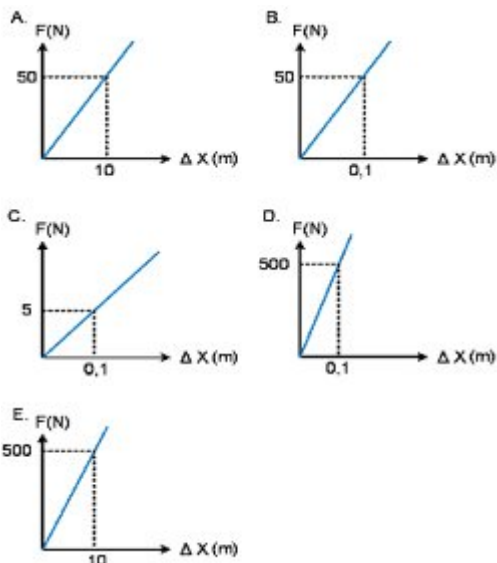 A.
F(N)
50
10
Δ X (m)
B.
F(N)
50
0,1
Δ X (m)
C.
F(N)
5
0,1
Δ X (m)
D.
F(N)
500
0,1
Δ X (m)
E.
F(N)
500
10
Δ X (m)